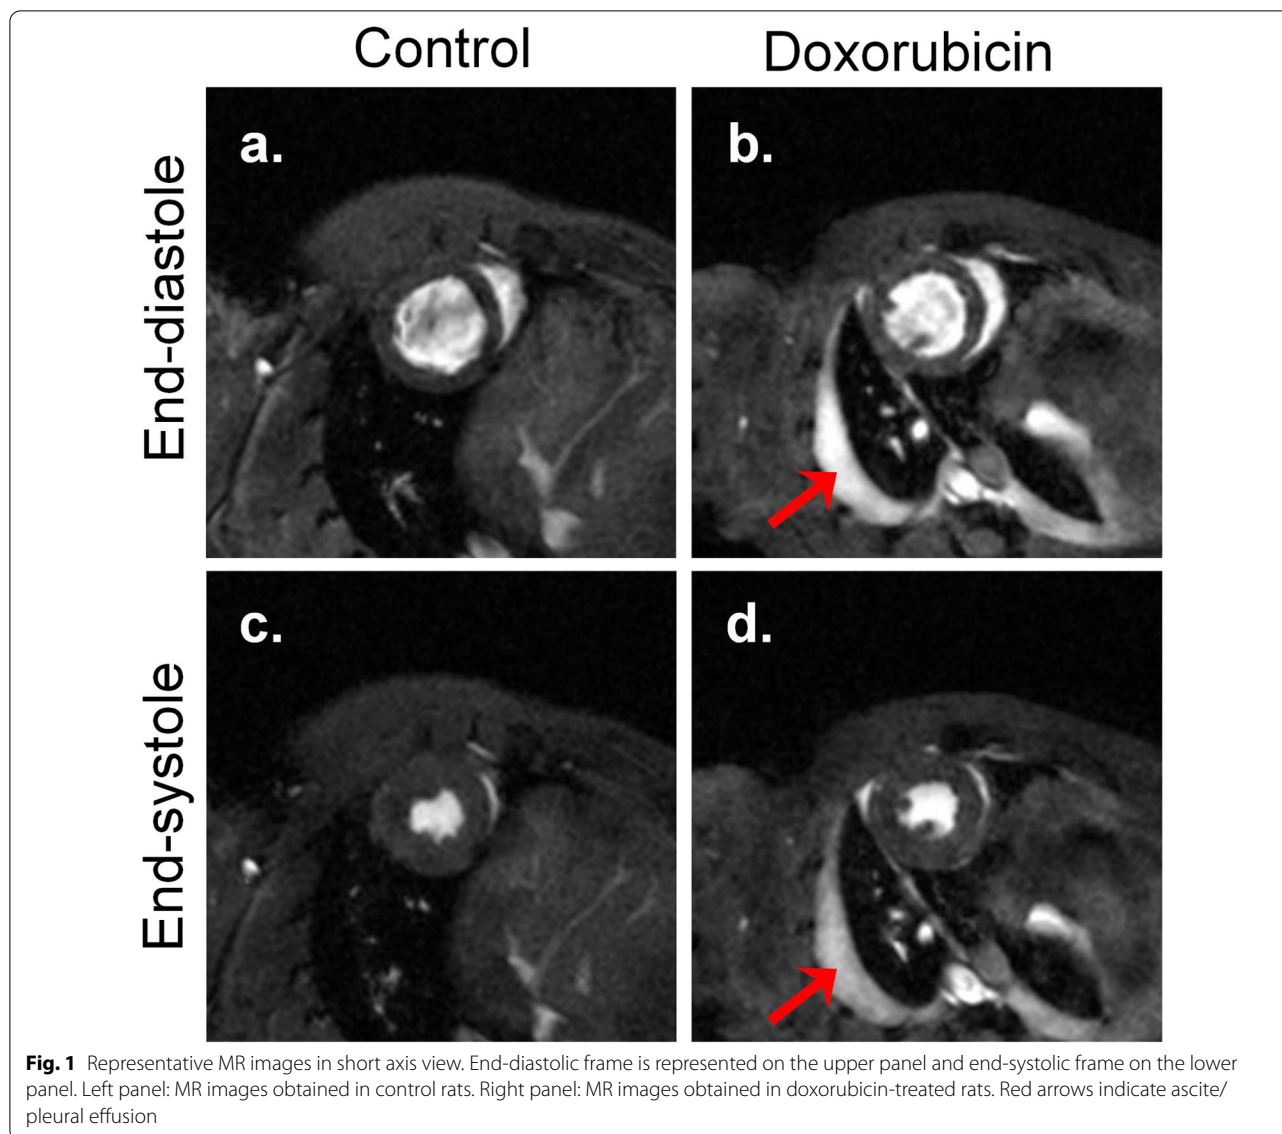 Control
Doxorubicin
End-diastole
a.
b.
End-systole
c.
d.
Fig. 1 Representative MR images in short axis view. End-diastolic frame is represented on the upper panel and end-systolic frame on the lower
panel. Left panel: MR images obtained in control rats. Right panel: MR images obtained in doxorubicin-treated rats. Red arrows indicate ascite/
pleural effusion